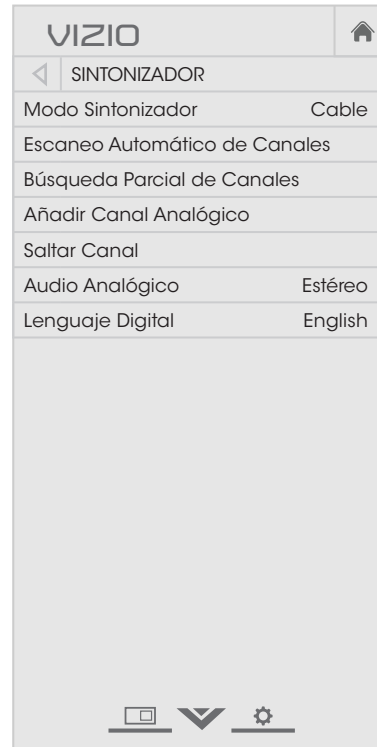 VIZIO
SINTONIZADOR
Modo Sintonizador Cable
Escaneo Automático de Canales
Búsqueda Parcial de Canales
Añadir Canal Analógico
Saltar Canal
Audio Analógico Estéreo
Lenguaje Digital English